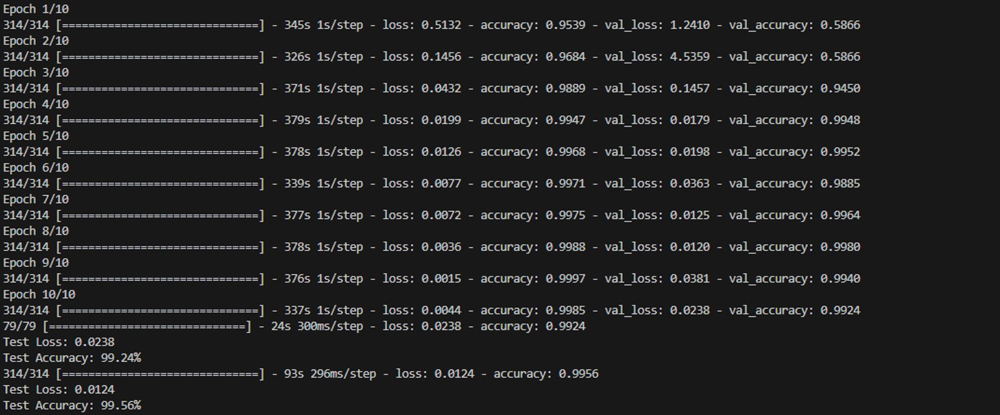 Epoch 1/10
314/314 [==============================] - 345s 1s/step - loss: 0.5132 - accuracy: 0.9539 - val_loss: 1.2410 - val_accuracy: 0.5866
Epoch 2/10
314/314 [==============================] - 326s 1s/step - loss: 0.1456 - accuracy: 0.9684 - val_loss: 4.5359 - val_accuracy: 0.5866
Epoch 3/10
314/314 [==============================] - 371s 1s/step - loss: 0.0432 - accuracy: 0.9889 - val_loss: 0.1457 - val_accuracy: 0.9450
Epoch 4/10
314/314 [==============================] - 379s 1s/step - loss: 0.0199 - accuracy: 0.9947 - val_loss: 0.0179 - val_accuracy: 0.9948
Epoch 5/10
314/314 [==============================] - 378s 1s/step - loss: 0.0126 - accuracy: 0.9968 - val_loss: 0.0198 - val_accuracy: 0.9952
Epoch 6/10
314/314 [==============================] - 339s 1s/step - loss: 0.0077 - accuracy: 0.9971 - val_loss: 0.0363 - val_accuracy: 0.9885
Epoch 7/10
314/314 [==============================] - 377s 1s/step - loss: 0.0072 - accuracy: 0.9975 - val_loss: 0.0125 - val_accuracy: 0.9964
Epoch 8/10
314/314 [==============================] - 378s 1s/step - loss: 0.0036 - accuracy: 0.9988 - val_loss: 0.0120 - val_accuracy: 0.9980
Epoch 9/10
314/314 [==============================] - 376s 1s/step - loss: 0.0015 - accuracy: 0.9997 - val_loss: 0.0381 - val_accuracy: 0.9940
Epoch 10/10
314/314 [==============================] - 337s 1s/step - loss: 0.0044 - accuracy: 0.9985 - val_loss: 0.0238 - val_accuracy: 0.9924
79/79 [==============================] - 24s 300ms/step - loss: 0.0238 - accuracy: 0.9924
Test Loss: 0.0238
Test Accuracy: 99.24%
314/314 [==============================] - 93s 296ms/step - loss: 0.0124 - accuracy: 0.9956
Test Loss: 0.0124
Test Accuracy: 99.56%